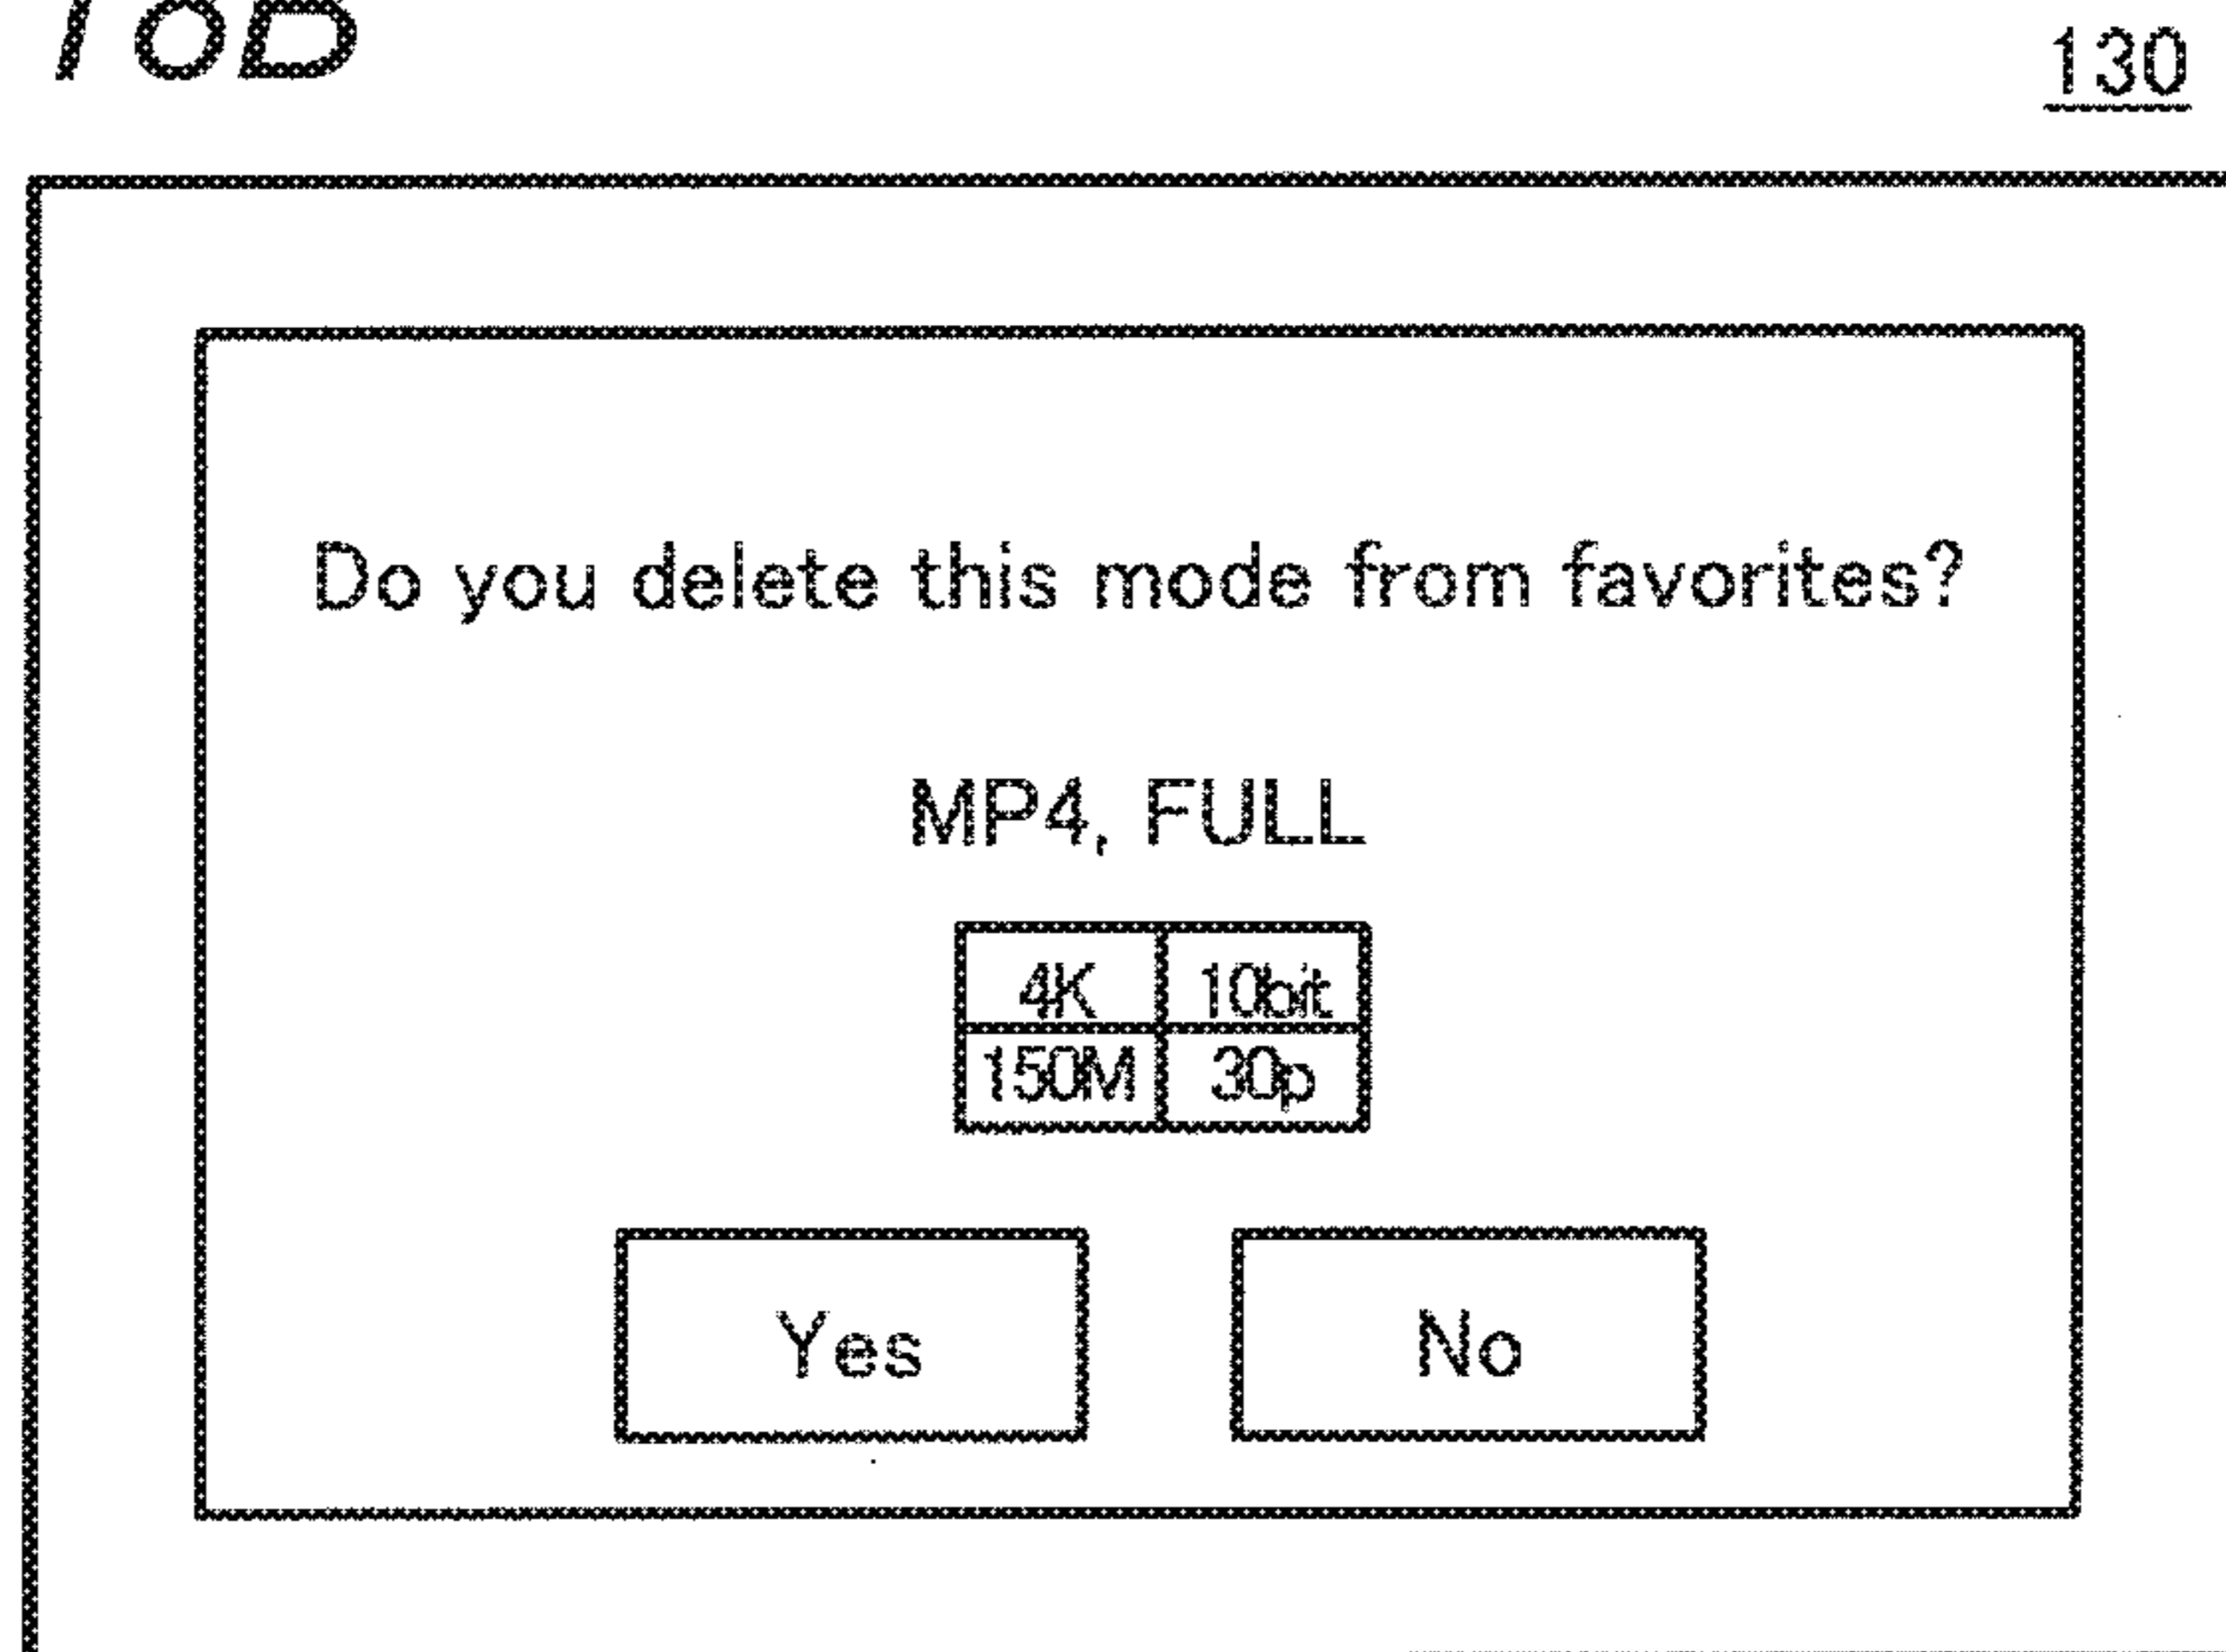 130
Do you delete this mode from favorites?
MP4, FULL
4K 10bit
150M 30p
Yes No